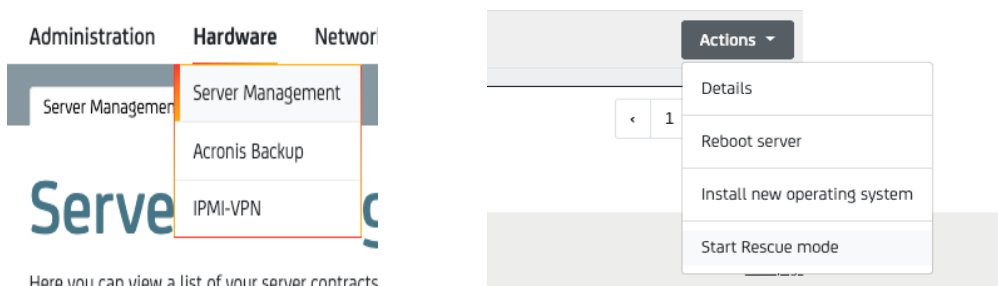 Administration Hardware
Server Management
Server
Acronis Backup
IPMI-VPN
Here you can view a list of your server contracts
Actions
‹ 1
Details
Reboot server
Install new operating system
Start Rescue mode